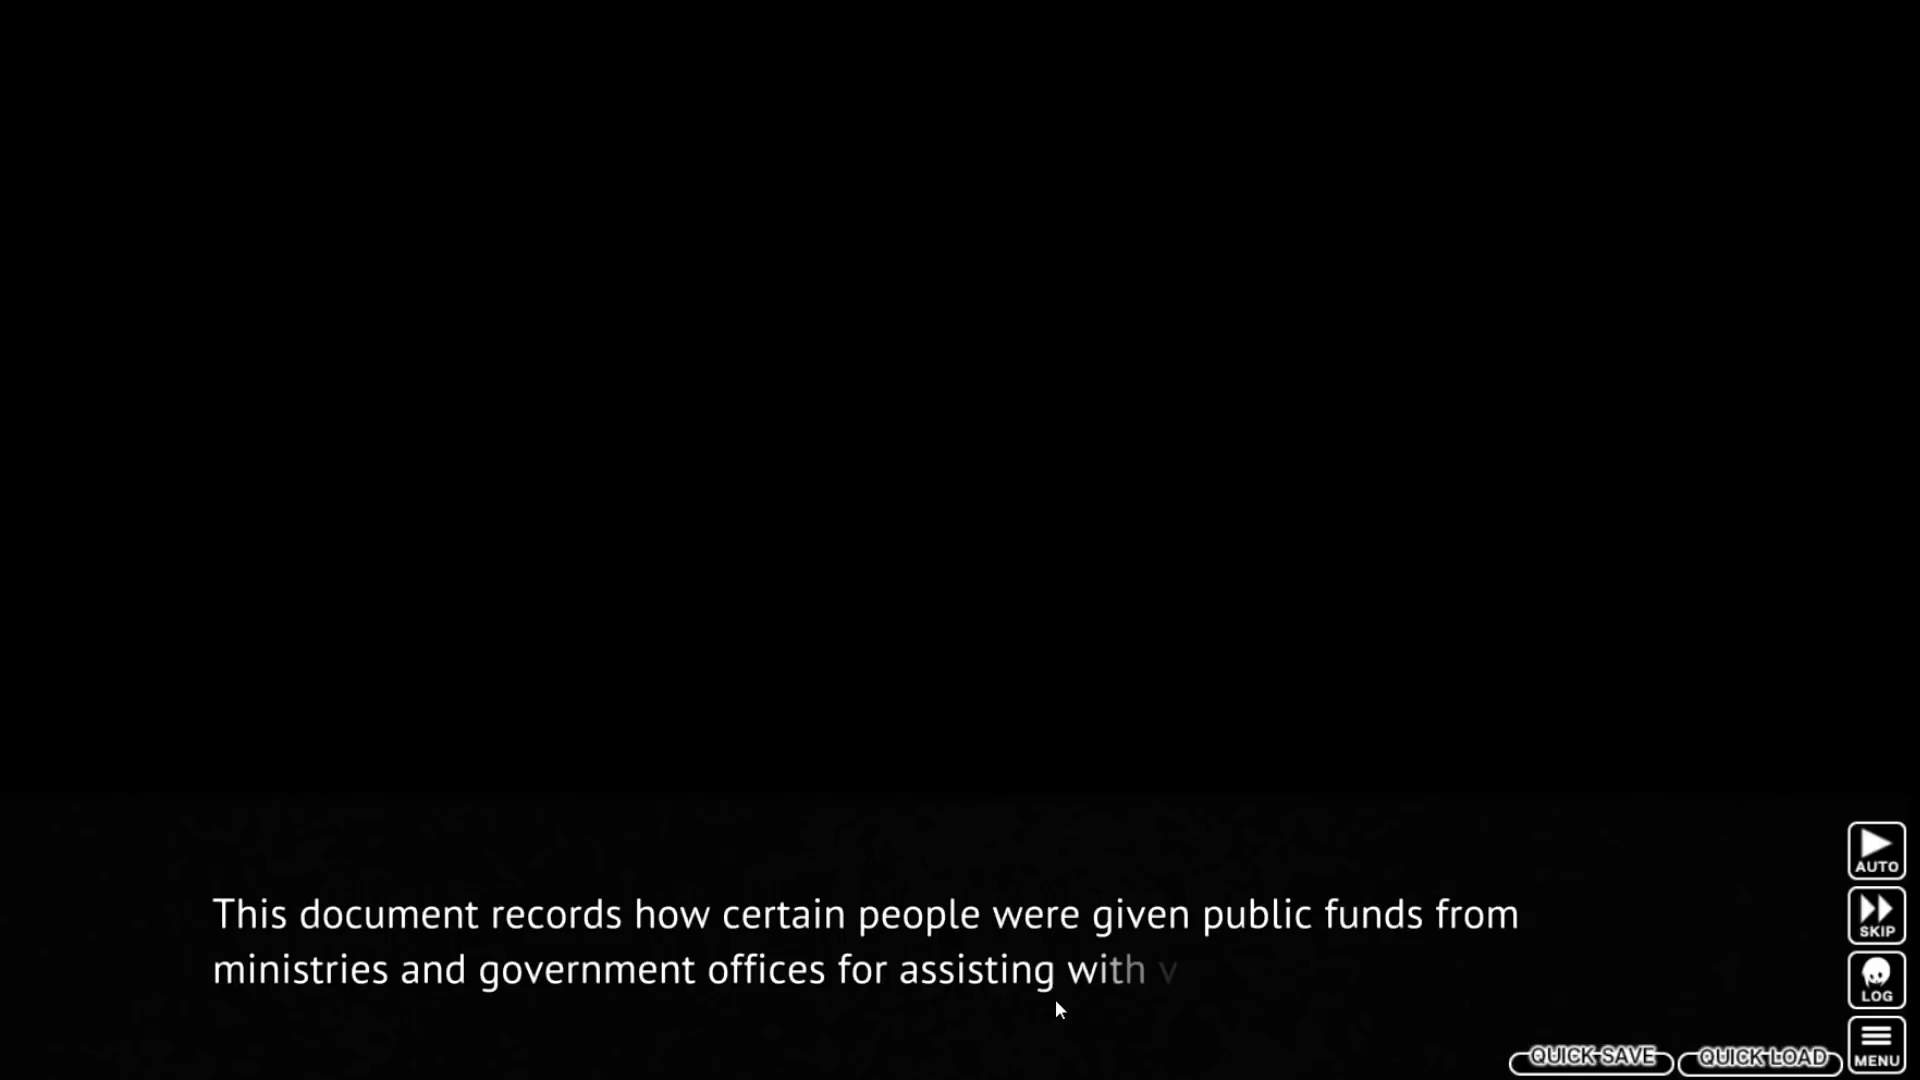 This document records how certain people were given public funds from
ministries and government offices for assisting with v
AUTO
SKIP
LOG
MENU
QUICK SAVE
QUICK LOAD